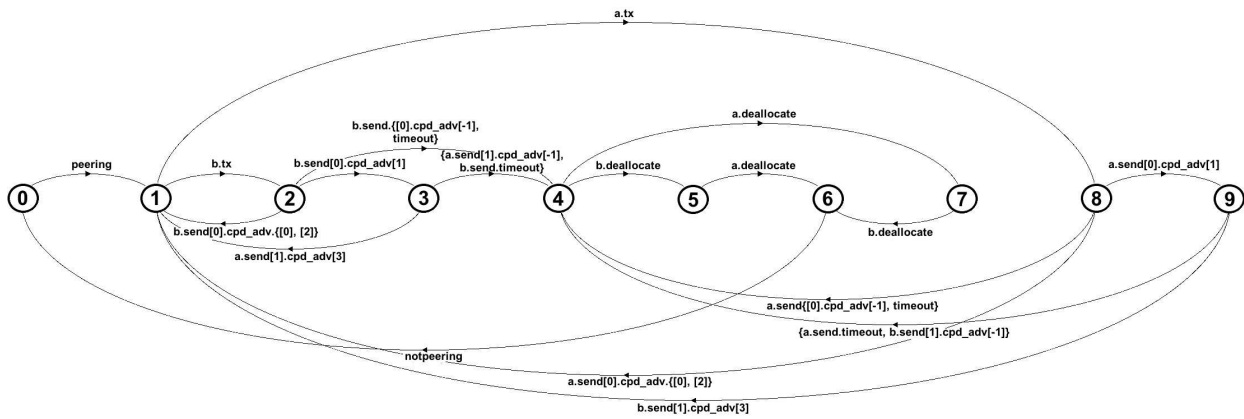 a.tx
b.send.{[0].cpd_adv[-1],
timeout}
a.deallocate
peering
b.tx
b.send[0].cpd_adv[1]
{a.send[1].cpd_adv[-1],
b.send.timeout}
b.deallocate
a.deallocate
a.send[0].cpd_adv[1]
0
1
2
3
4
5
6
7
8
9
b.send[0].cpd_adv.{[0], [2]}
b.deallocate
a.send[1].cpd_adv[3]
a.send{[0].cpd_adv[-1], timeout}
{a.send.timeout, b.send[1].cpd_adv[-1]}
notpeering
a.send[0].cpd_adv.{[0], [2]}
b.send[1].cpd_adv[3]